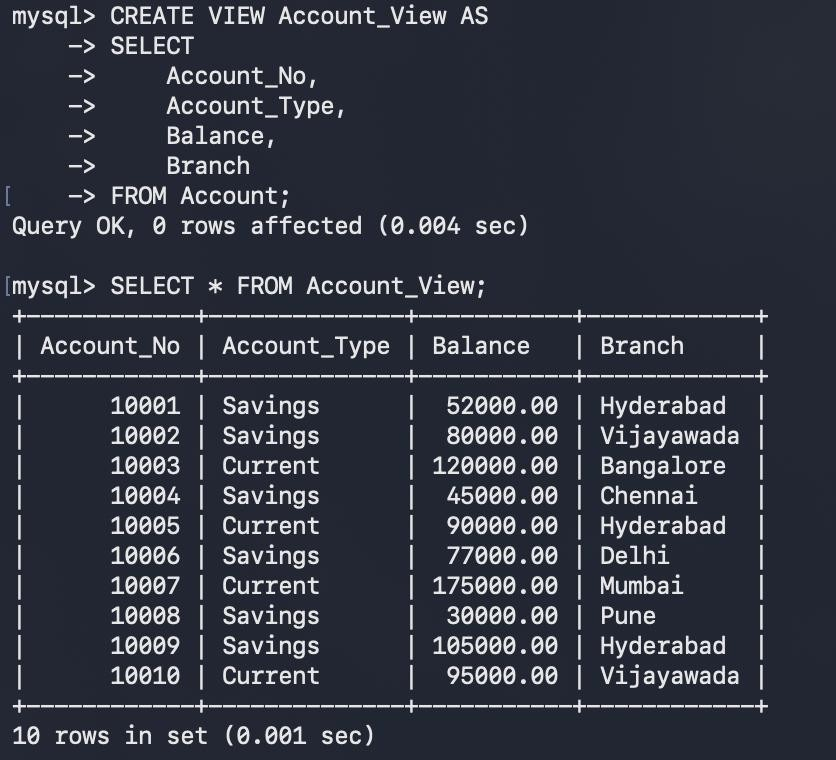 mysql> CREATE VIEW Account_View AS
    -> SELECT
    ->     Account_No,
    ->     Account_Type,
    ->     Balance,
    ->     Branch
[    -> FROM Account;
Query OK, 0 rows affected (0.004 sec)

[mysql> SELECT * FROM Account_View;
+------------+--------------+-----------+------------+
| Account_No | Account_Type | Balance   | Branch     |
+------------+--------------+-----------+------------+
|      10001 | Savings      |  52000.00 | Hyderabad  |
|      10002 | Savings      |  80000.00 | Vijayawada |
|      10003 | Current      | 120000.00 | Bangalore  |
|      10004 | Savings      |  45000.00 | Chennai    |
|      10005 | Current      |  90000.00 | Hyderabad  |
|      10006 | Savings      |  77000.00 | Delhi      |
|      10007 | Current      | 175000.00 | Mumbai     |
|      10008 | Savings      |  30000.00 | Pune       |
|      10009 | Savings      | 105000.00 | Hyderabad  |
|      10010 | Current      |  95000.00 | Vijayawada |
+------------+--------------+-----------+------------+
10 rows in set (0.001 sec)